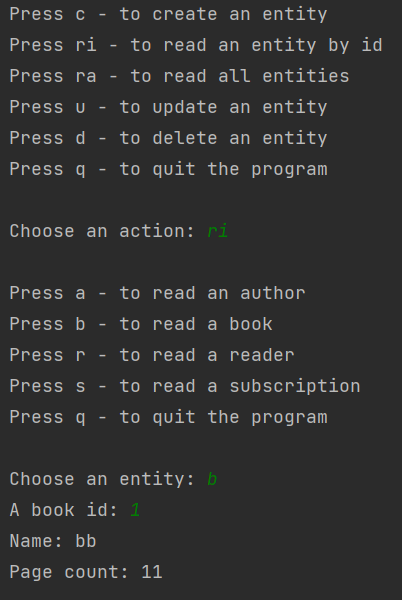 Press c - to create an entity
Press ri - to read an entity by id
Press ra - to read all entities
Press u - to update an entity
Press d - to delete an entity
Press q - to quit the program
Choose an action: ri
Press a - to read an author
Press b - to read a book
Press r - to read a reader
Press s - to read a subscription
Press q - to quit the program
Choose an entity: b
A book id: 1
Name: bb
Page count: 11